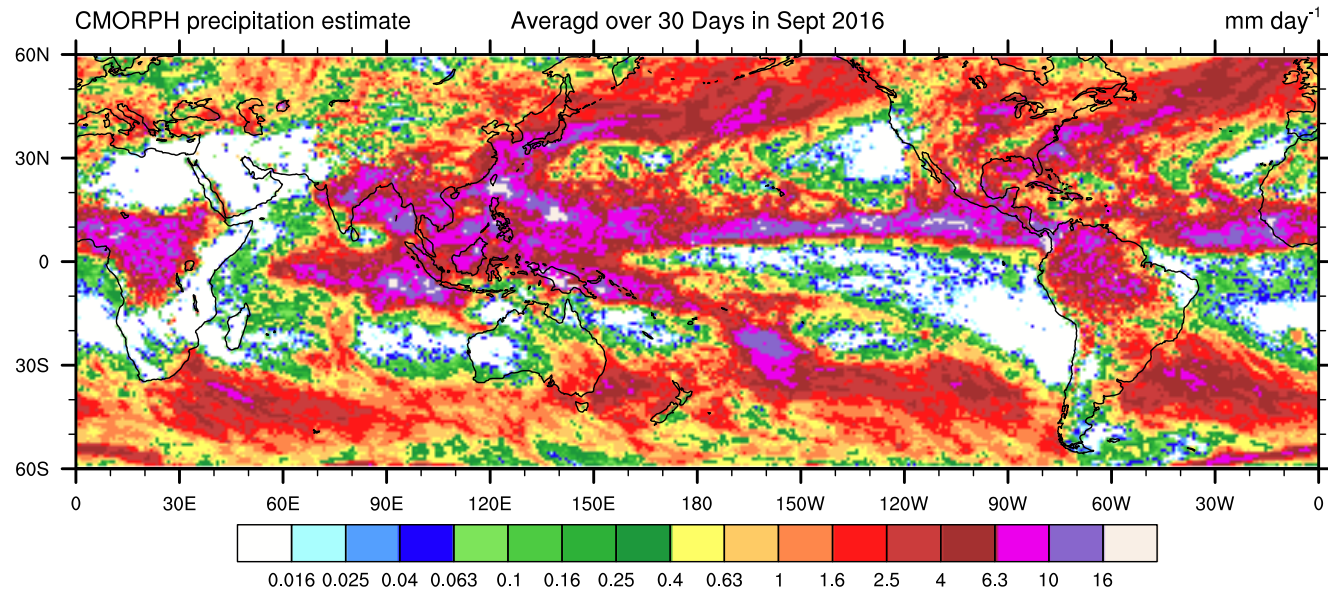 CMORPH precipitation estimate Averagd over 30 Days in Sept 2016 mm day-1
60N
30N
0
30S
60S
0 30E 60E 90E 120E 150E 180 150W 120W 90W 60W 30W 0
0.016 0.025 0.04 0.063 0.1 0.16 0.25 0.4 0.63 1 1.6 2.5 4 6.3 10 16